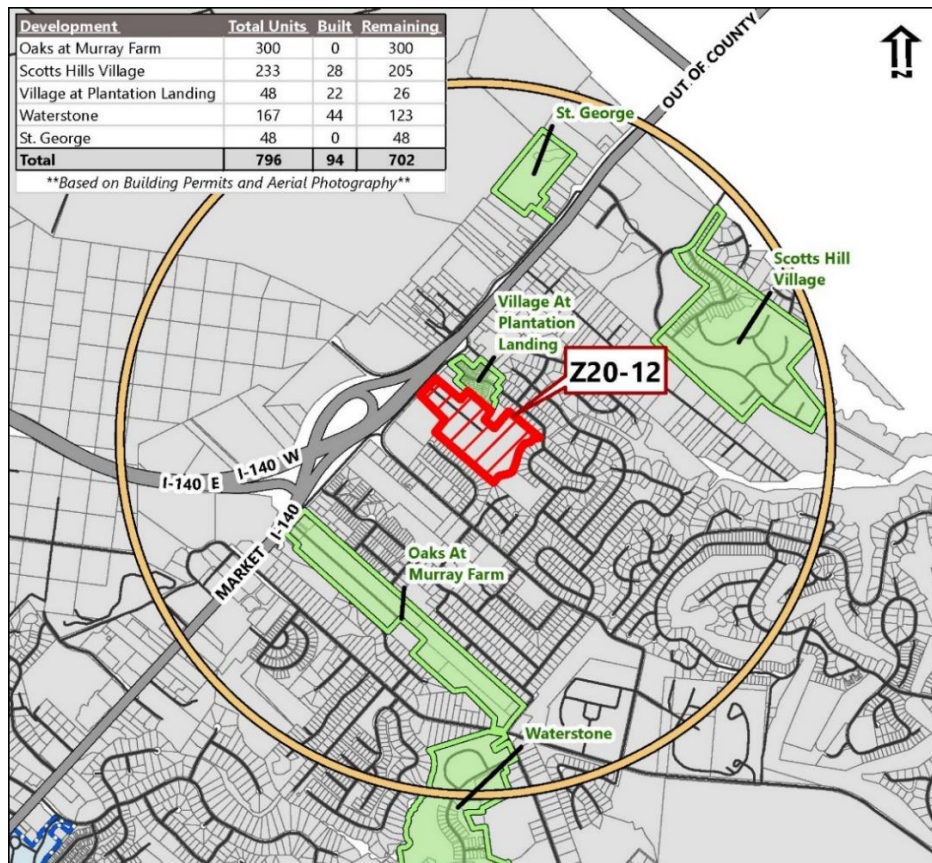 Development Total Units Built Remaining
Oaks at Murray Farm 300 0 300
Scotts Hills Village 233 28 205
Village at Plantation Landing 48 22 26
Waterstone 167 44 123
St. George 48 0 48
Total 796 94 702
**Based on Building Permits and Aerial Photography**
N
OUT OF COUNTY
St. George
Scotts Hill
Village
Village At
Plantation
Landing
Z20-12
I-140 E
I-140 W
MARKET
I-140
Oaks At
Murray Farm
Waterstone